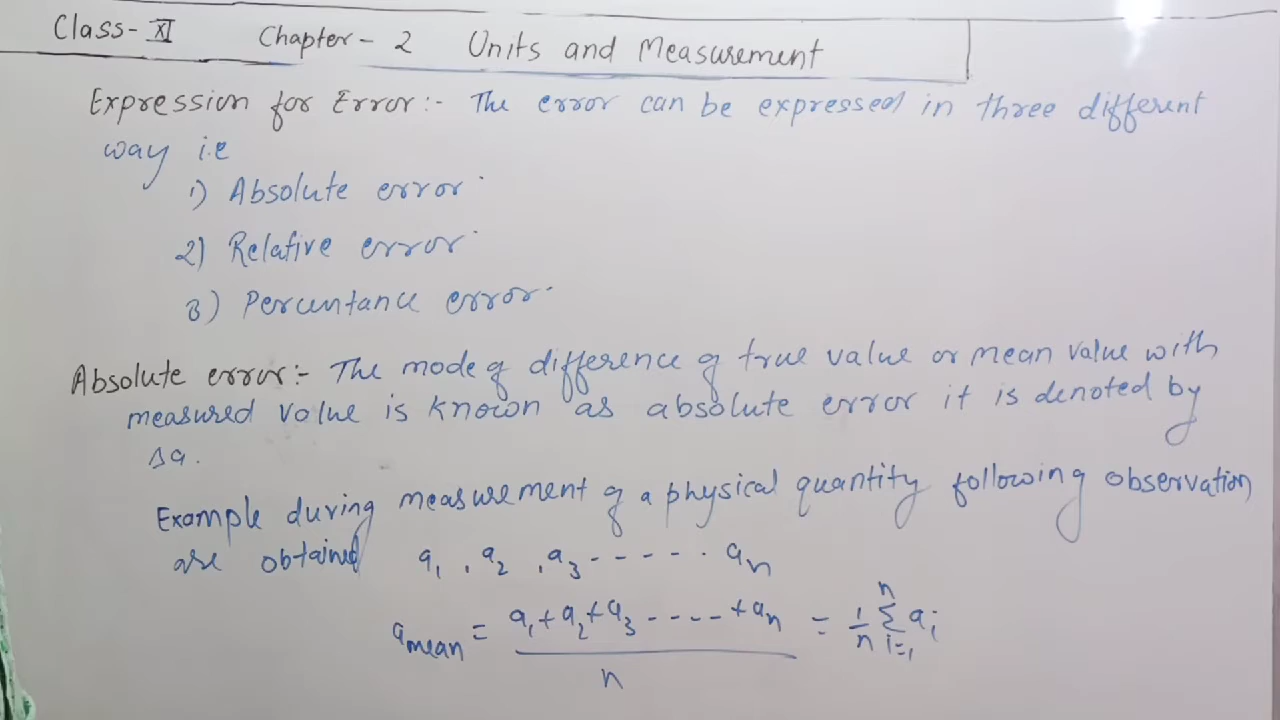 Class- XI Chapter- 2 Units and Measurement
Expression for Error:- The error can be expressed in three different
way i.e
1) Absolute error
2) Relative error
3) Percentance error
Absolute error:- The mode of difference of true value or mean value with
measured value is known as absolute error it is denoted by
Δa.
Example during measurement of a physical quantity following observation
are obtained a₁, a₂, a₃ - - - - - aₙ
a_mean = (a₁ + a₂ + a₃ - - - - + aₙ) / n = 1/n Σ_{i=1}^{n} aᵢ